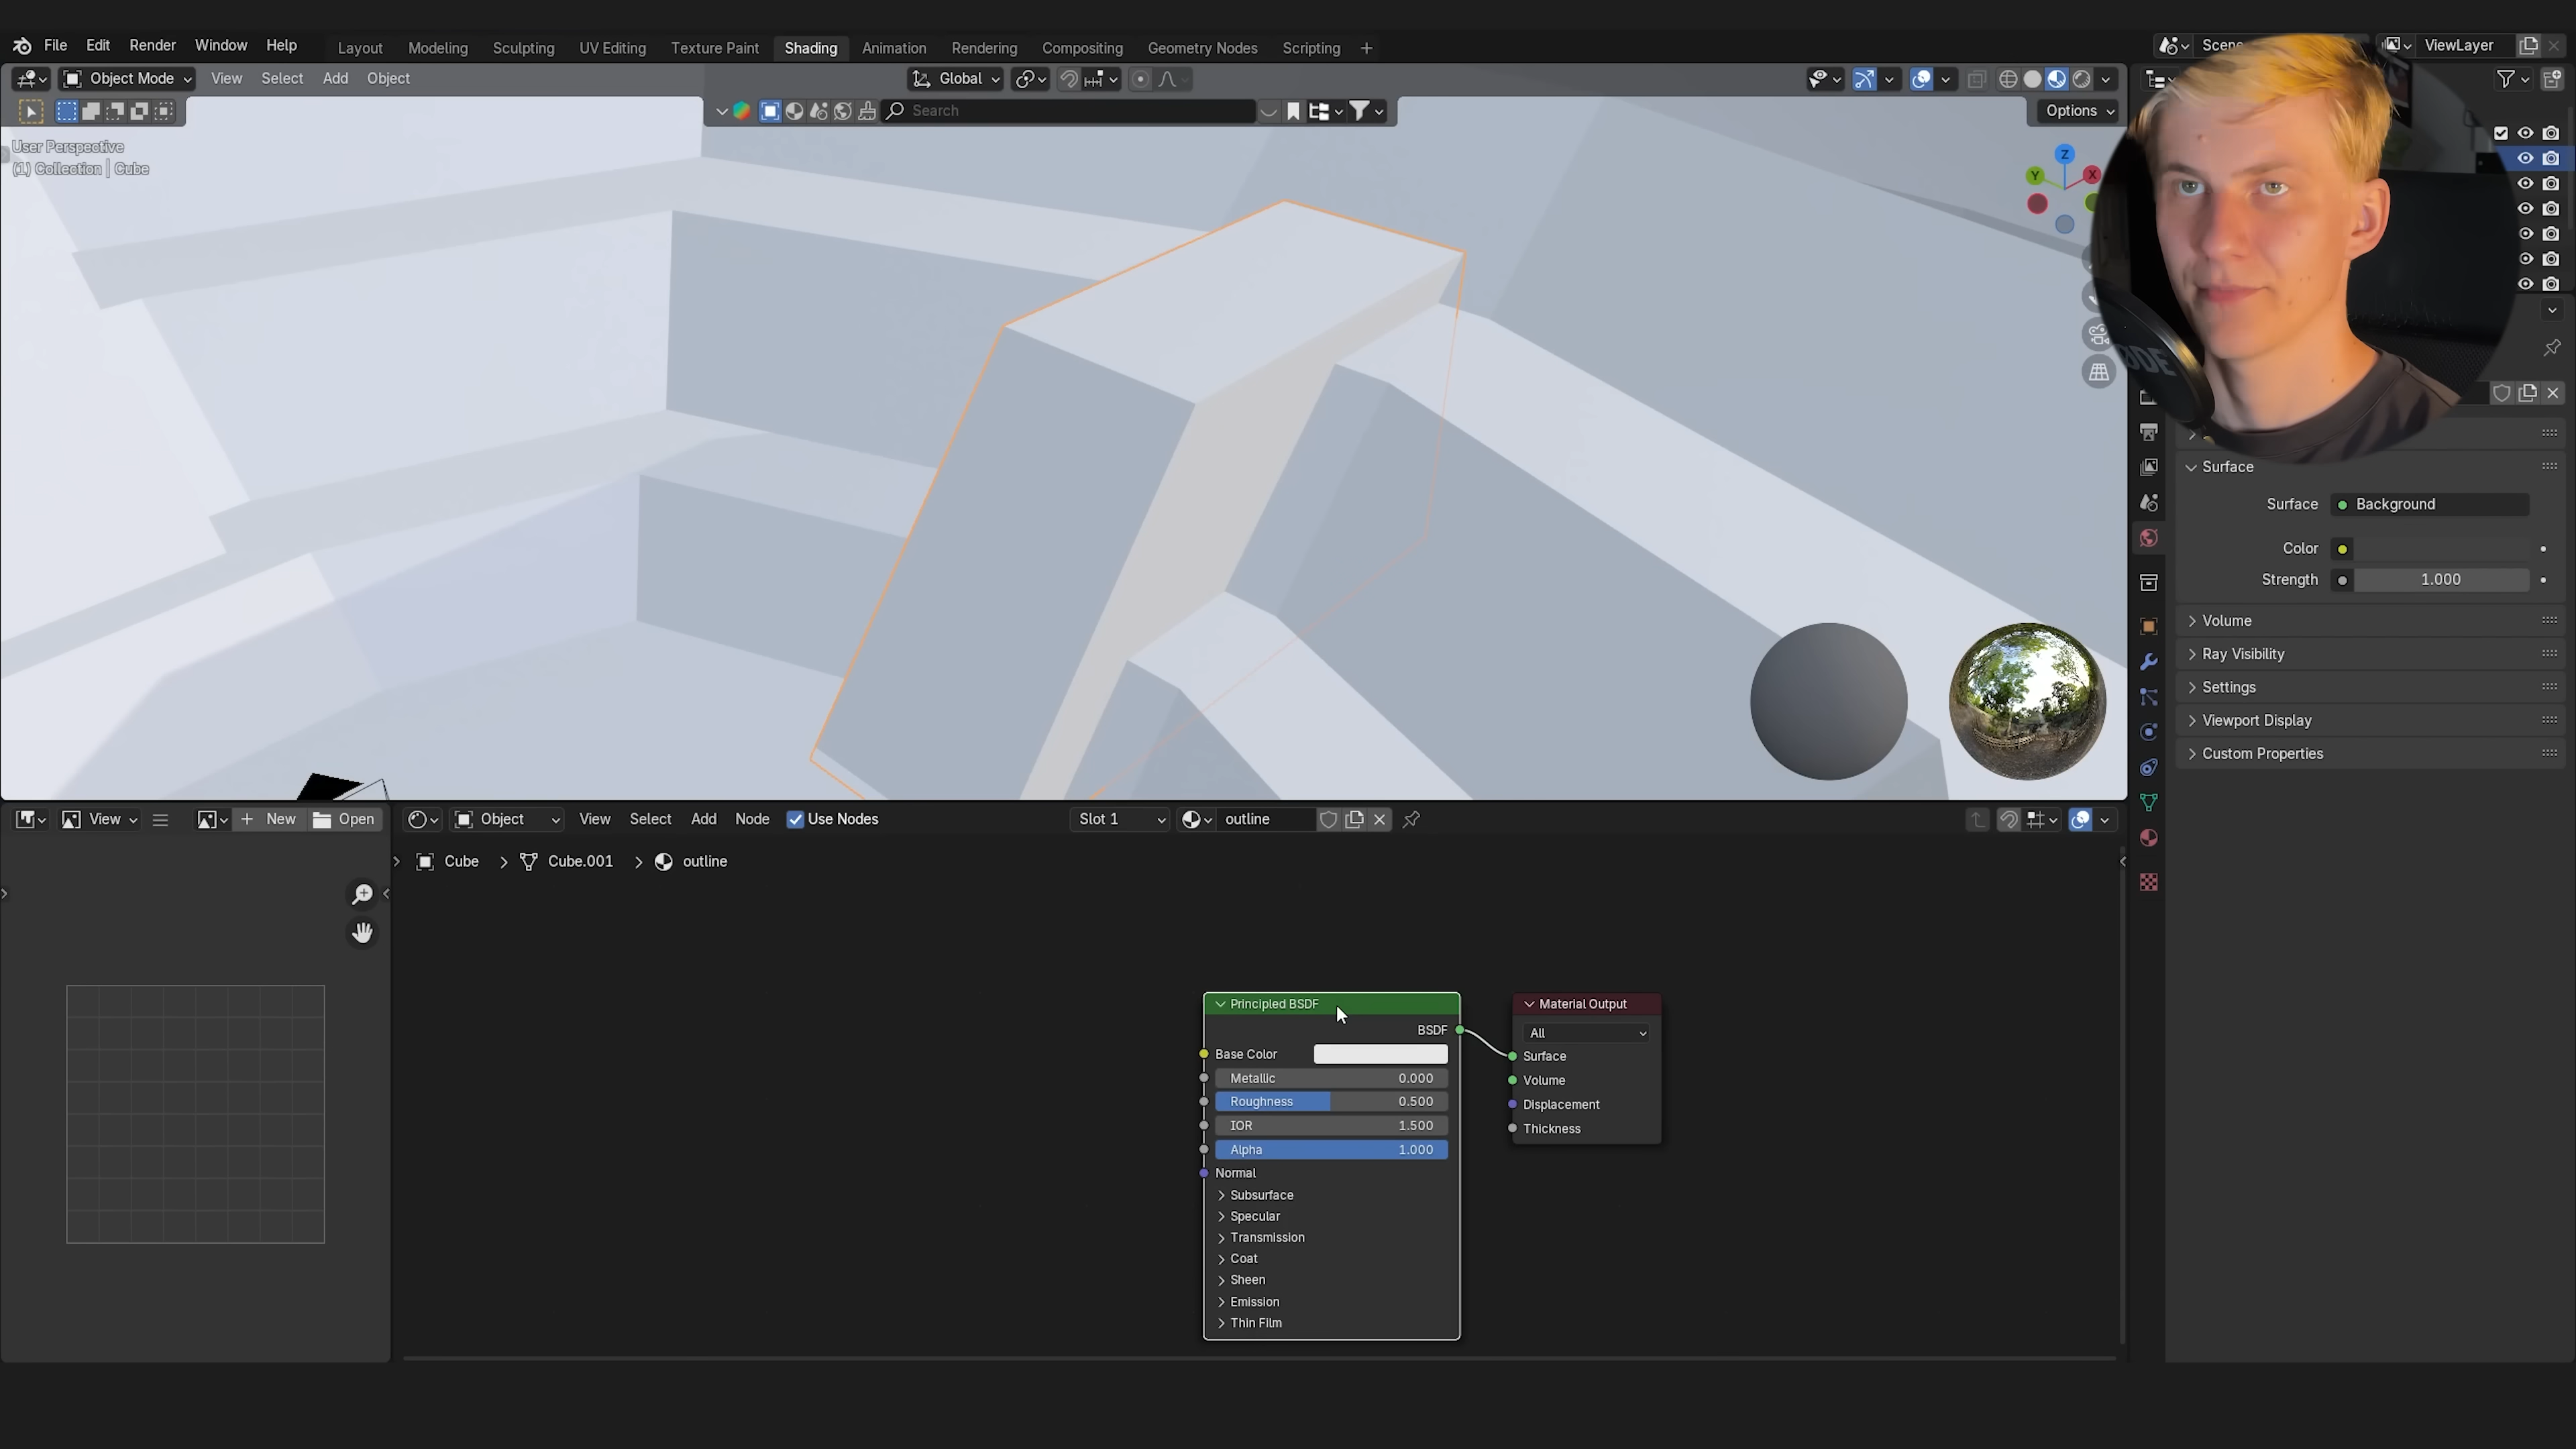 File Edit Render Window Help Layout Modeling Sculpting UV Editing Texture Paint Shading Animation Rendering Compositing Geometry Nodes Scripting + Scene ViewLayer
Object Mode View Select Add Object Global
Search Options
User Perspective
(1) Collection | Cube
Z
Y X
Surface
Surface Background
Color
Strength 1.000
Volume
Ray Visibility
Settings
Viewport Display
Custom Properties
View + New Open Object View Select Add Node Use Nodes Slot 1 outline
Cube > Cube.001 > outline
Principled BSDF
BSDF
Base Color
Metallic 0.000
Roughness 0.500
IOR 1.500
Alpha 1.000
Normal
Subsurface
Specular
Transmission
Coat
Sheen
Emission
Thin Film
Material Output
All
Surface
Volume
Displacement
Thickness